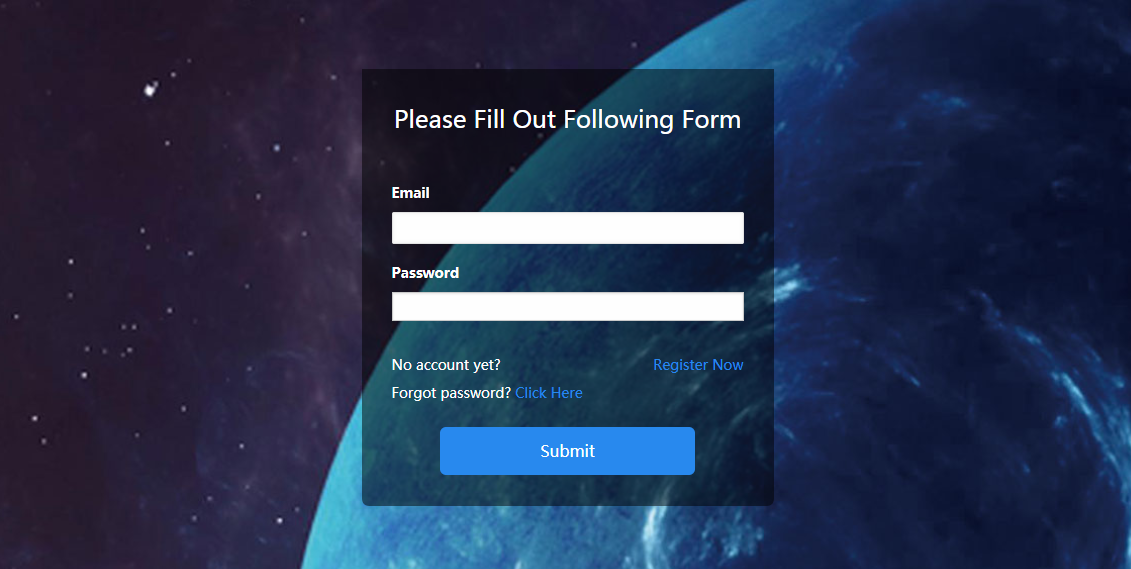 Please Fill Out Following Form
Email
Password
No account yet? Register Now
Forgot password? Click Here
Submit